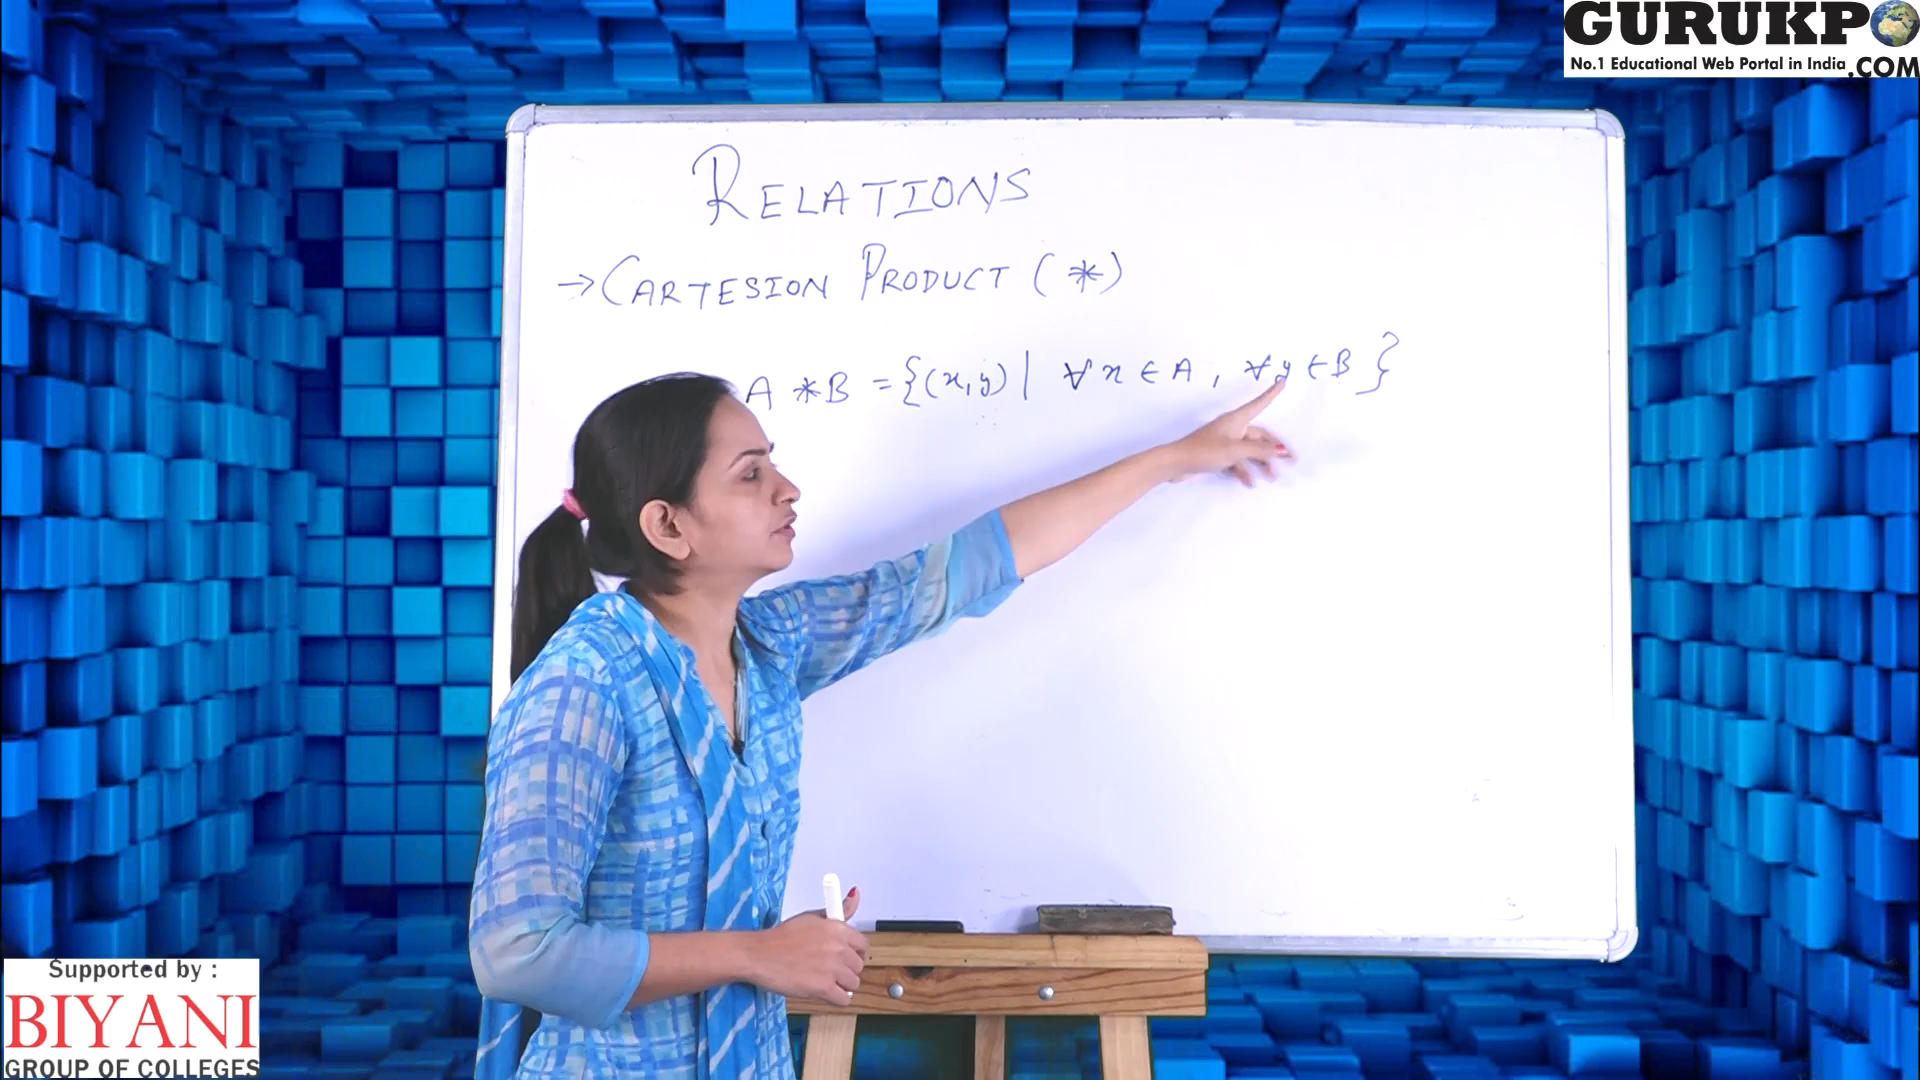 GURUKPO
No.1 Educational Web Portal in India .COM
RELATIONS
→ CARTESION PRODUCT (*)
A * B = {(x,y) | ∀ x ∈ A , ∀ y ∈ B }
Supported by :
BIYANI
GROUP OF COLLEGES